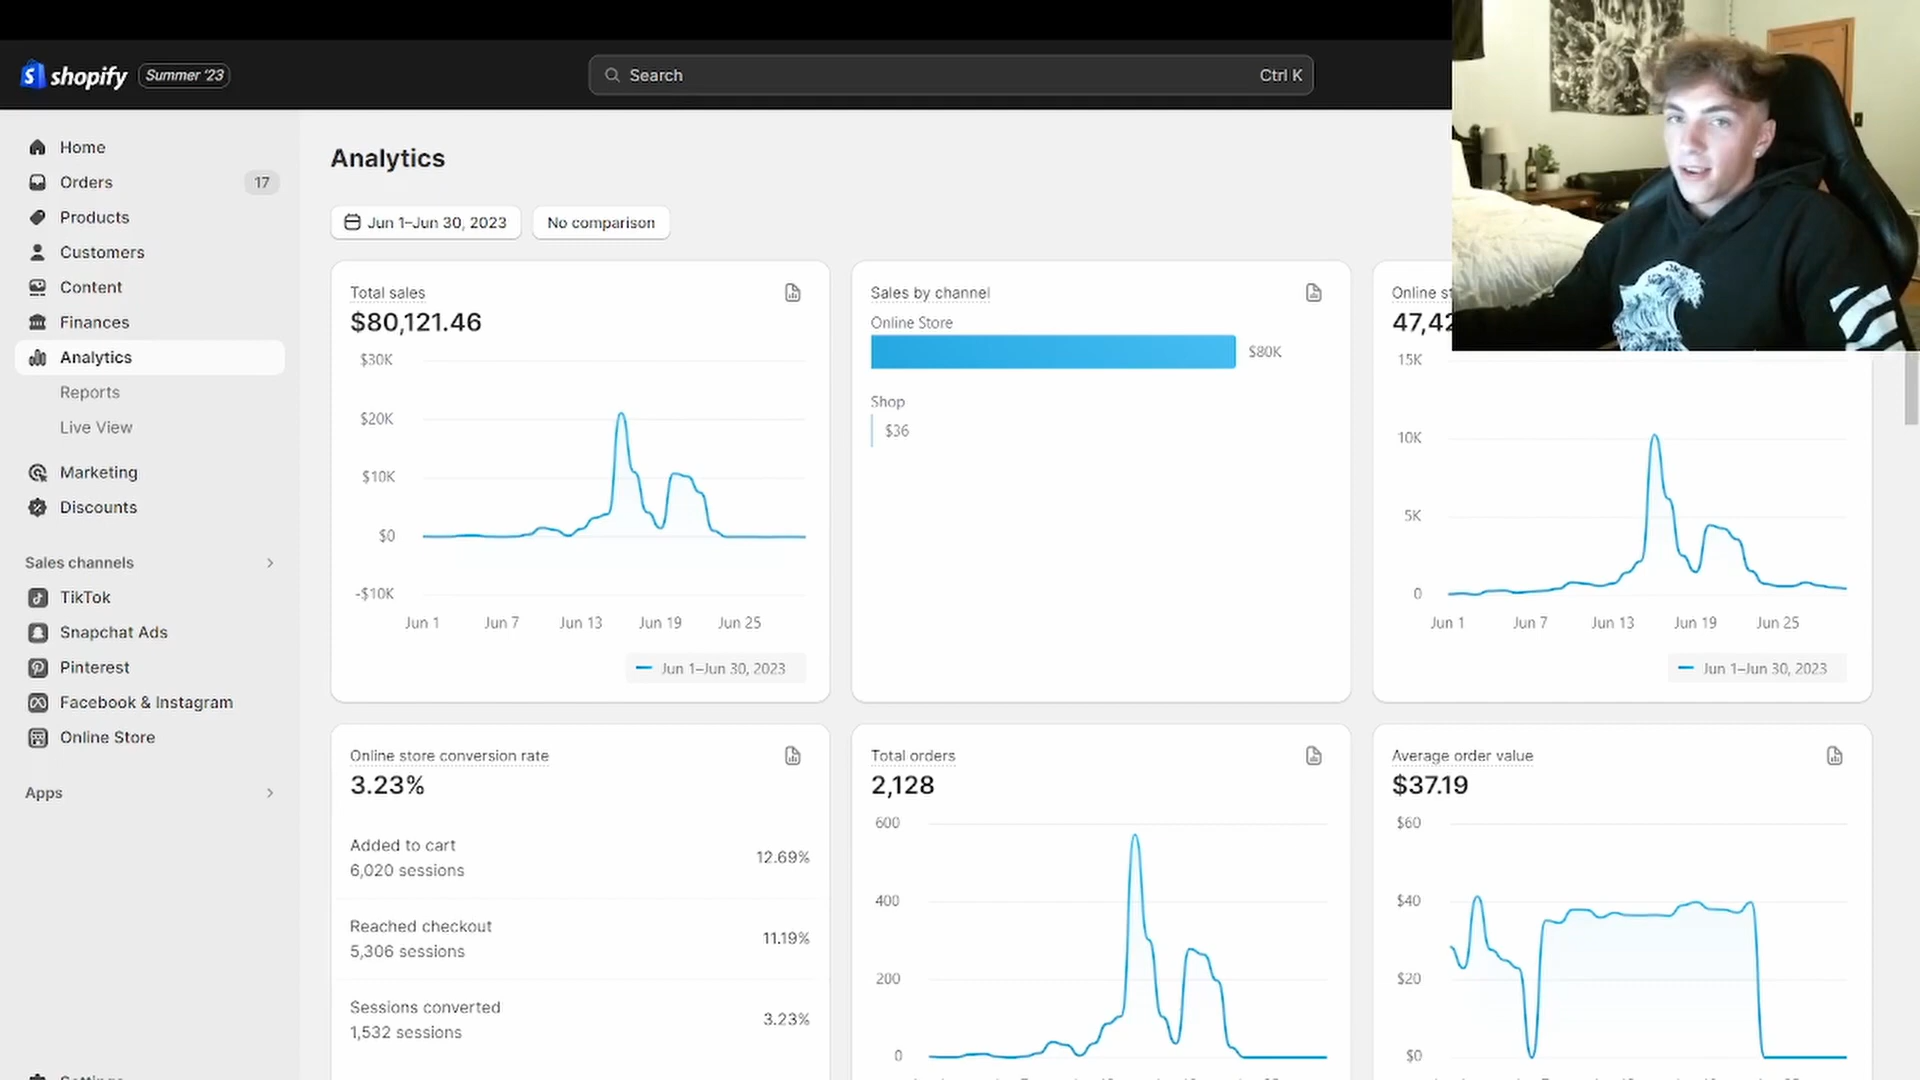 shopify
Summer '23
Search
Ctrl K
Home
Orders
17
Products
Customers
Content
Finances
Analytics
Reports
Live View
Marketing
Discounts
Sales channels
TikTok
Snapchat Ads
Pinterest
Facebook & Instagram
Online Store
Apps
Analytics
Jun 1–Jun 30, 2023
No comparison
Total sales
$80,121.46
$30K
$20K
$10K
$0
-$10K
Jun 1
Jun 7
Jun 13
Jun 19
Jun 25
Jun 1–Jun 30, 2023
Sales by channel
Online Store
$80K
Shop
$36
Online
47,42
15K
10K
5K
0
Jun 1
Jun 7
Jun 13
Jun 19
Jun 25
Jun 1–Jun 30, 2023
Online store conversion rate
3.23%
Added to cart
6,020 sessions
12.69%
Reached checkout
5,306 sessions
11.19%
Sessions converted
1,532 sessions
3.23%
Total orders
2,128
600
400
200
0
Average order value
$37.19
$60
$40
$20
$0